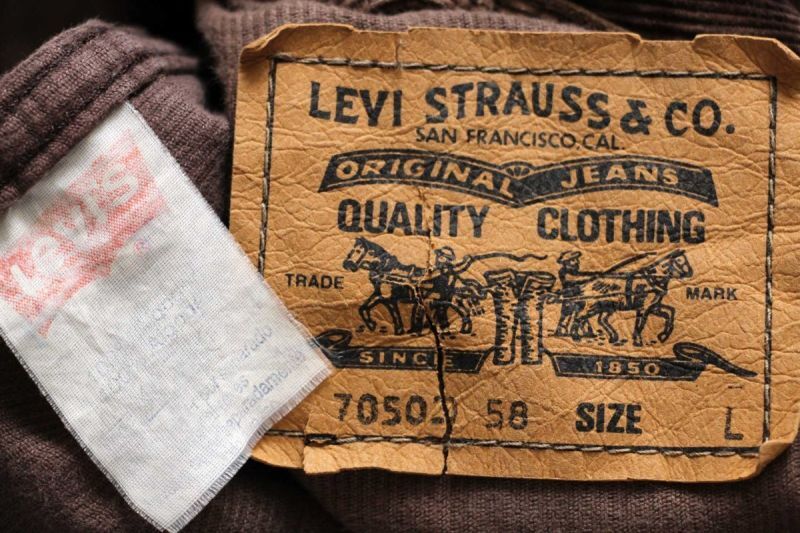 LEVI STRAUSS & CO.
SAN FRANCISCO, CAL.
ORIGINAL JEANS
QUALITY CLOTHING
TRADE MARK
SINCE 1850
70502 58 SIZE L
Levi's